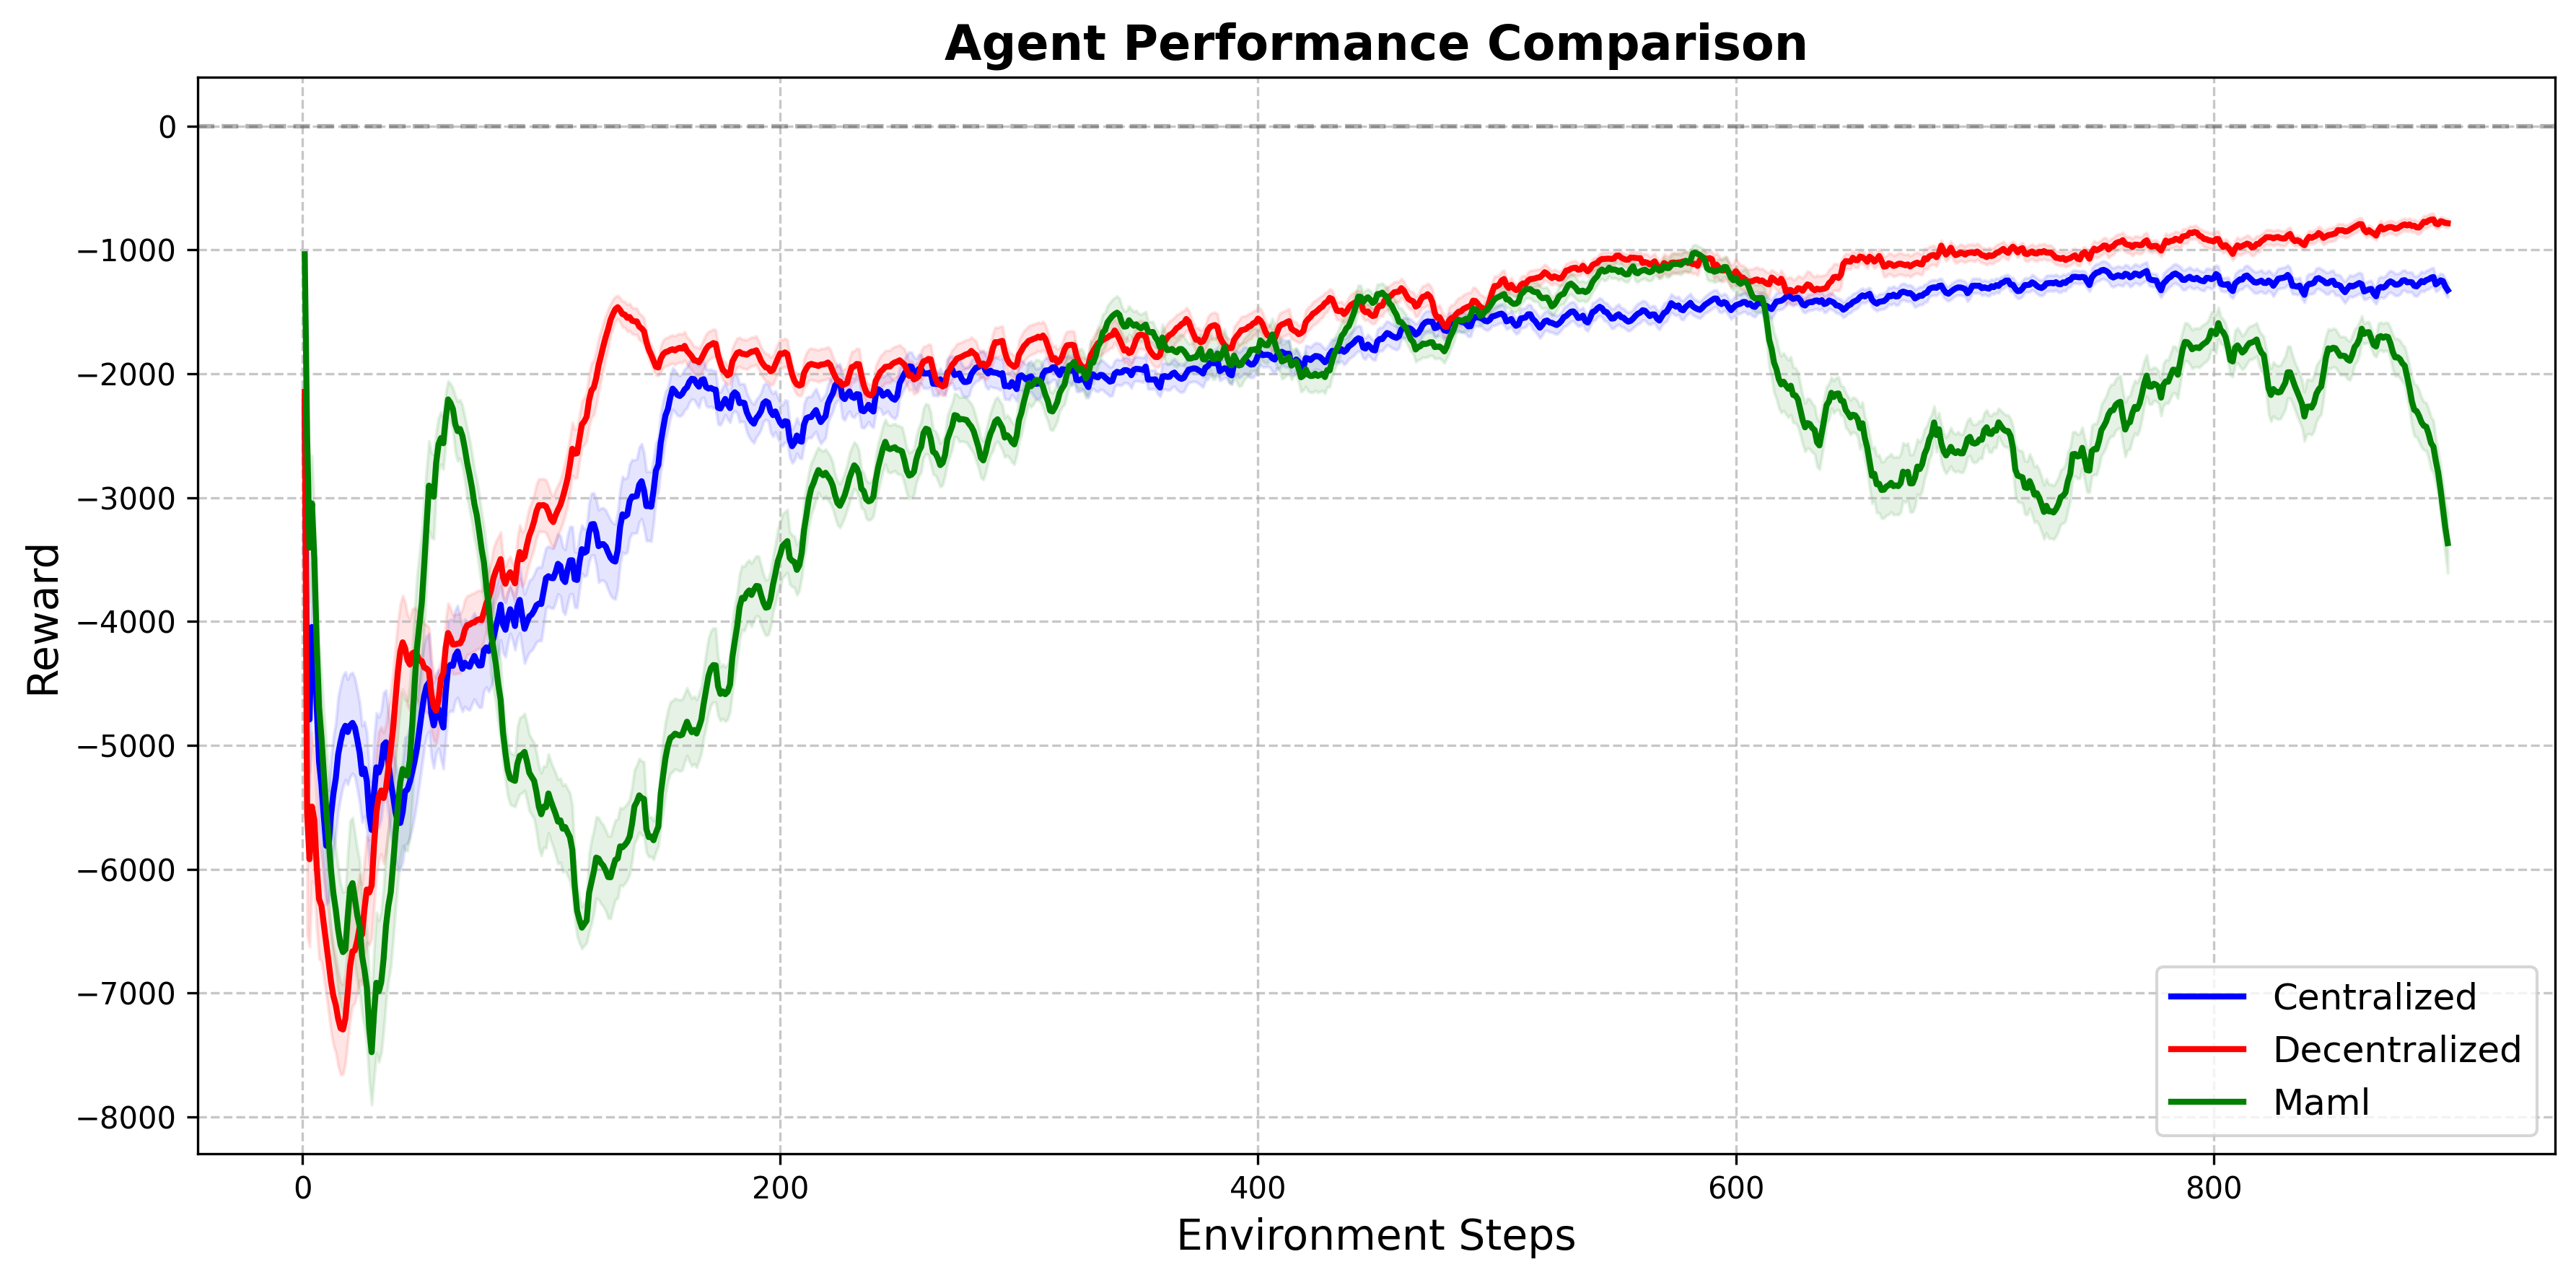 Agent Performance Comparison
0
−1000
−2000
−3000
−4000
−5000
−6000
−7000
−8000
Reward
0
200
400
600
800
Environment Steps
Centralized
Decentralized
Maml